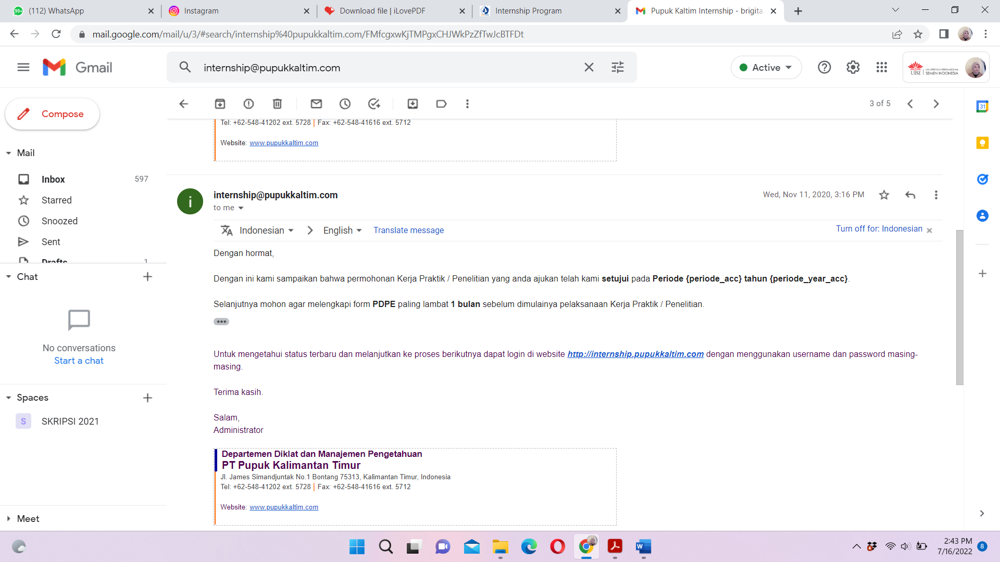 (112) WhatsApp
Instagram
Download file | iLovePDF
Internship Program
Pupuk Kaltim Internship - brigita
mail.google.com/mail/u/3/#search/internship%40pupukkaltim.com/FMfcgxwKjTMPgxCHJWkPzZfTwJcBTFDt
Gmail
internship@pupukkaltim.com
Active
UISI UNIVERSITAS INTERNASIONAL SEMEN INDONESIA
Compose
3 of 5
31
Mail
Inbox 597
Starred
Snoozed
Sent
Drafts 1
Chat
No conversations
Start a chat
Spaces
S SKRIPSI 2021
Meet
Tel: +62-548-41202 ext. 5728 | Fax: +62-548-41616 ext. 5712
Website: www.pupukkaltim.com
i
internship@pupukkaltim.com
Wed, Nov 11, 2020, 3:16 PM
to me
Indonesian > English Translate message
Turn off for: Indonesian
Dengan hormat,
Dengan ini kami sampaikan bahwa permohonan Kerja Praktik / Penelitian yang anda ajukan telah kami setujui pada Periode {periode_acc} tahun {periode_year_acc}.
Selanjutnya mohon agar melengkapi form PDPE paling lambat 1 bulan sebelum dimulainya pelaksanaan Kerja Praktik / Penelitian.
Untuk mengetahui status terbaru dan melanjutkan ke proses berikutnya dapat login di website http://internship.pupukkaltim.com dengan menggunakan username dan password masing-
masing.
Terima kasih.
Salam,
Administrator
Departemen Diklat dan Manajemen Pengetahuan
PT Pupuk Kalimantan Timur
Jl. James Simandjuntak No.1 Bontang 75313, Kalimantan Timur, Indonesia
Tel: +62-548-41202 ext. 5728 | Fax: +62-548-41616 ext. 5712
Website: www.pupukkaltim.com
2:43 PM
7/16/2022
8